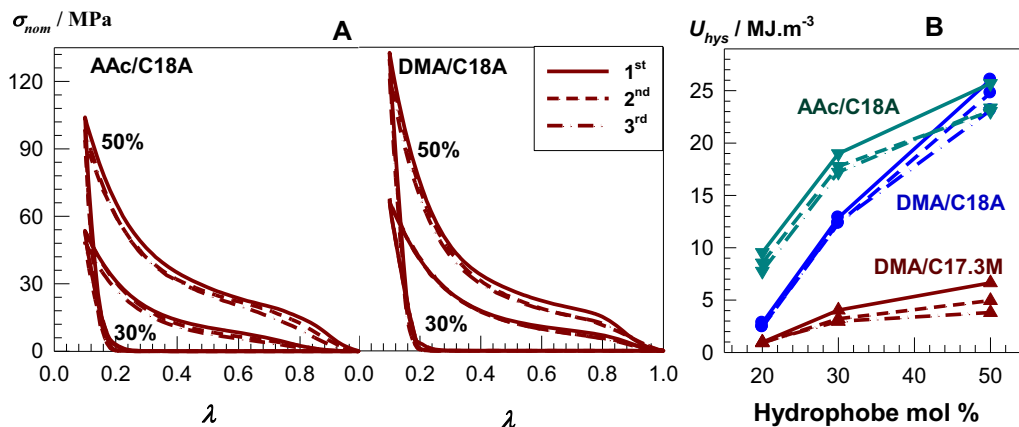 σnom / MPa
A
AAc/C18A
DMA/C18A
1st
2nd
3rd
50%
30%
50%
30%
120
90
60
30
0
0.0 0.2 0.4 0.6 0.8 0.0 0.2 0.4 0.6 0.8 1.0
λ λ
Uhys / MJ.m-3
B
AAc/C18A
DMA/C18A
DMA/C17.3M
25
20
15
10
5
0
20 30 40 50
Hydrophobe mol %